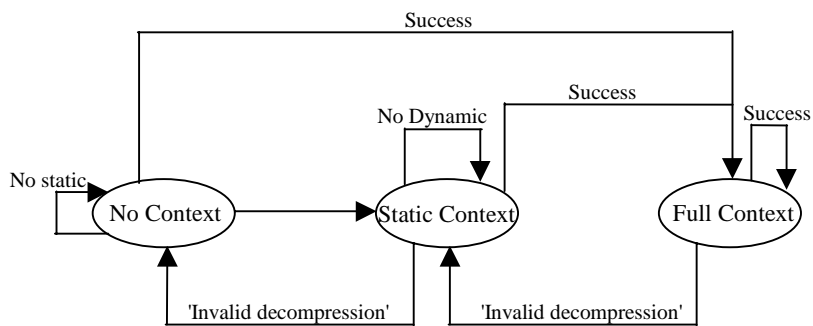 Success
Success
No Dynamic
Success
No static
No Context
Static Context
Full Context
'Invalid decompression'
'Invalid decompression'